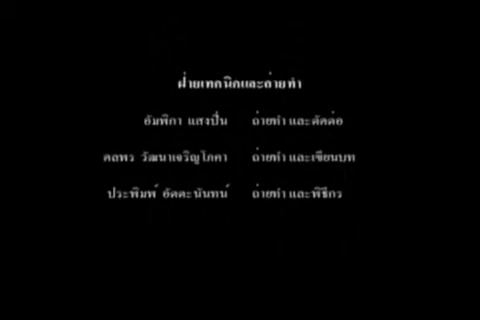 ฝ่ายเทคนิคและถ่ายทำ
อัมพิกา แสงปิ่น ถ่ายทำ และตัดต่อ
ดลพร วัฒนาเจริญโภคา ถ่ายทำ และเขียนบท
ประพิมพ์ อัตตะนันทน์ ถ่ายทำ และพิธีกร